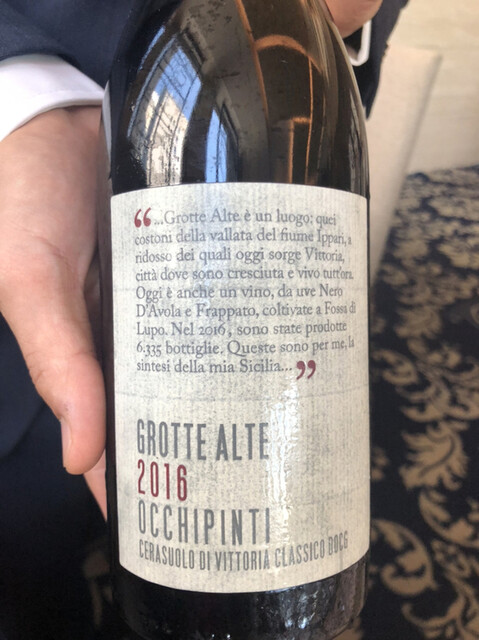 “ ...Grotte Alte è un luogo: quei
costoni della vallata del fiume Ippari, a
ridosso dei quali oggi sorge Vittoria,
città dove sono cresciuta e vivo tutt'ora.
Oggi è anche un vino, da uve Nero
D'Avola e Frappato, coltivate a Fossa di
Lupo. Nel 2016, sono state prodotte
6.335 bottiglie. Queste sono per me, la
sintesi della mia Sicilia... ”
GROTTE ALTE
2016
OCCHIPINTI
CERASUOLO DI VITTORIA CLASSICO DOCG